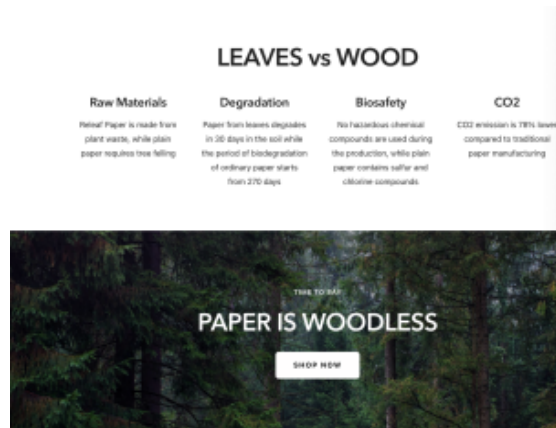 LEAVES vs WOOD
Raw Materials
Releaf Paper is made from
plant waste, while plain
paper requires tree felling
Degradation
Paper from leaves degrades
in 30 days in the soil while
the period of biodegradation
of ordinary paper starts
from 270 days
Biosafety
No hazardous chemical
compounds are used during
the production, while plain
paper contains sulfur and
chlorine compounds
CO2
CO2 emission is 78% lower
compared to traditional
paper manufacturing
TIME TO SAY
PAPER IS WOODLESS
SHOP NOW